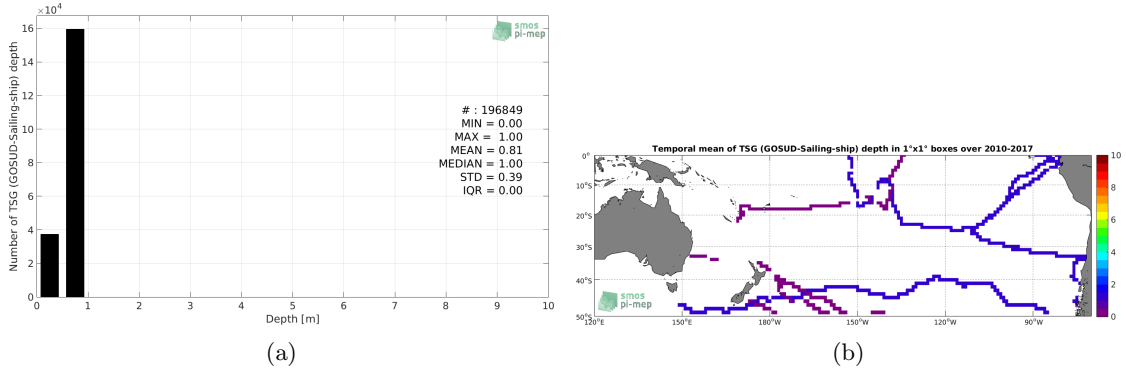 ×10⁴
16
14
12
10
8
6
4
2
0
Number of TSG (GOSUD-Sailing-ship) depth
0 1 2 3 4 5 6 7 8 9 10
Depth [m]
smos
pi-mep
# : 196849
MIN = 0.00
MAX = 1.00
MEAN = 0.81
MEDIAN = 1.00
STD = 0.39
IQR = 0.00
(a)
Temporal mean of TSG (GOSUD-Sailing-ship) depth in 1°x1° boxes over 2010-2017
0°
10°S
20°S
30°S
40°S
50°S
120°E 150°E 180°W 150°W 120°W 90°W
smos
pi-mep
10
8
6
4
2
0
(b)